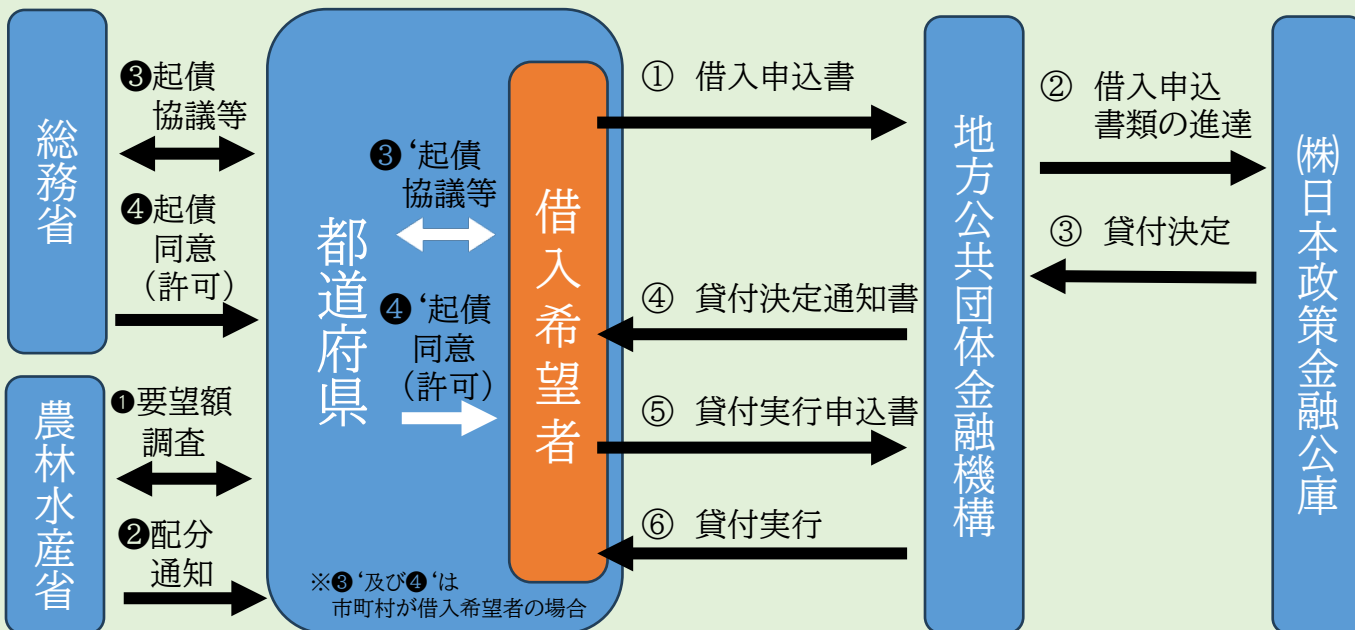 総務省
❸起債
協議等
❹起債
同意
(許可)
農林水産省
❶要望額
調査
❷配分
通知
都道府県
❸‘起債
協議等
❹‘起債
同意
(許可)
※❸‘及び❹‘は
市町村が借入希望者の場合
借入希望者
① 借入申込書
④ 貸付決定通知書
⑤ 貸付実行申込書
⑥ 貸付実行
地方公共団体金融機構
② 借入申込
書類の進達
③ 貸付決定
㈱日本政策金融公庫